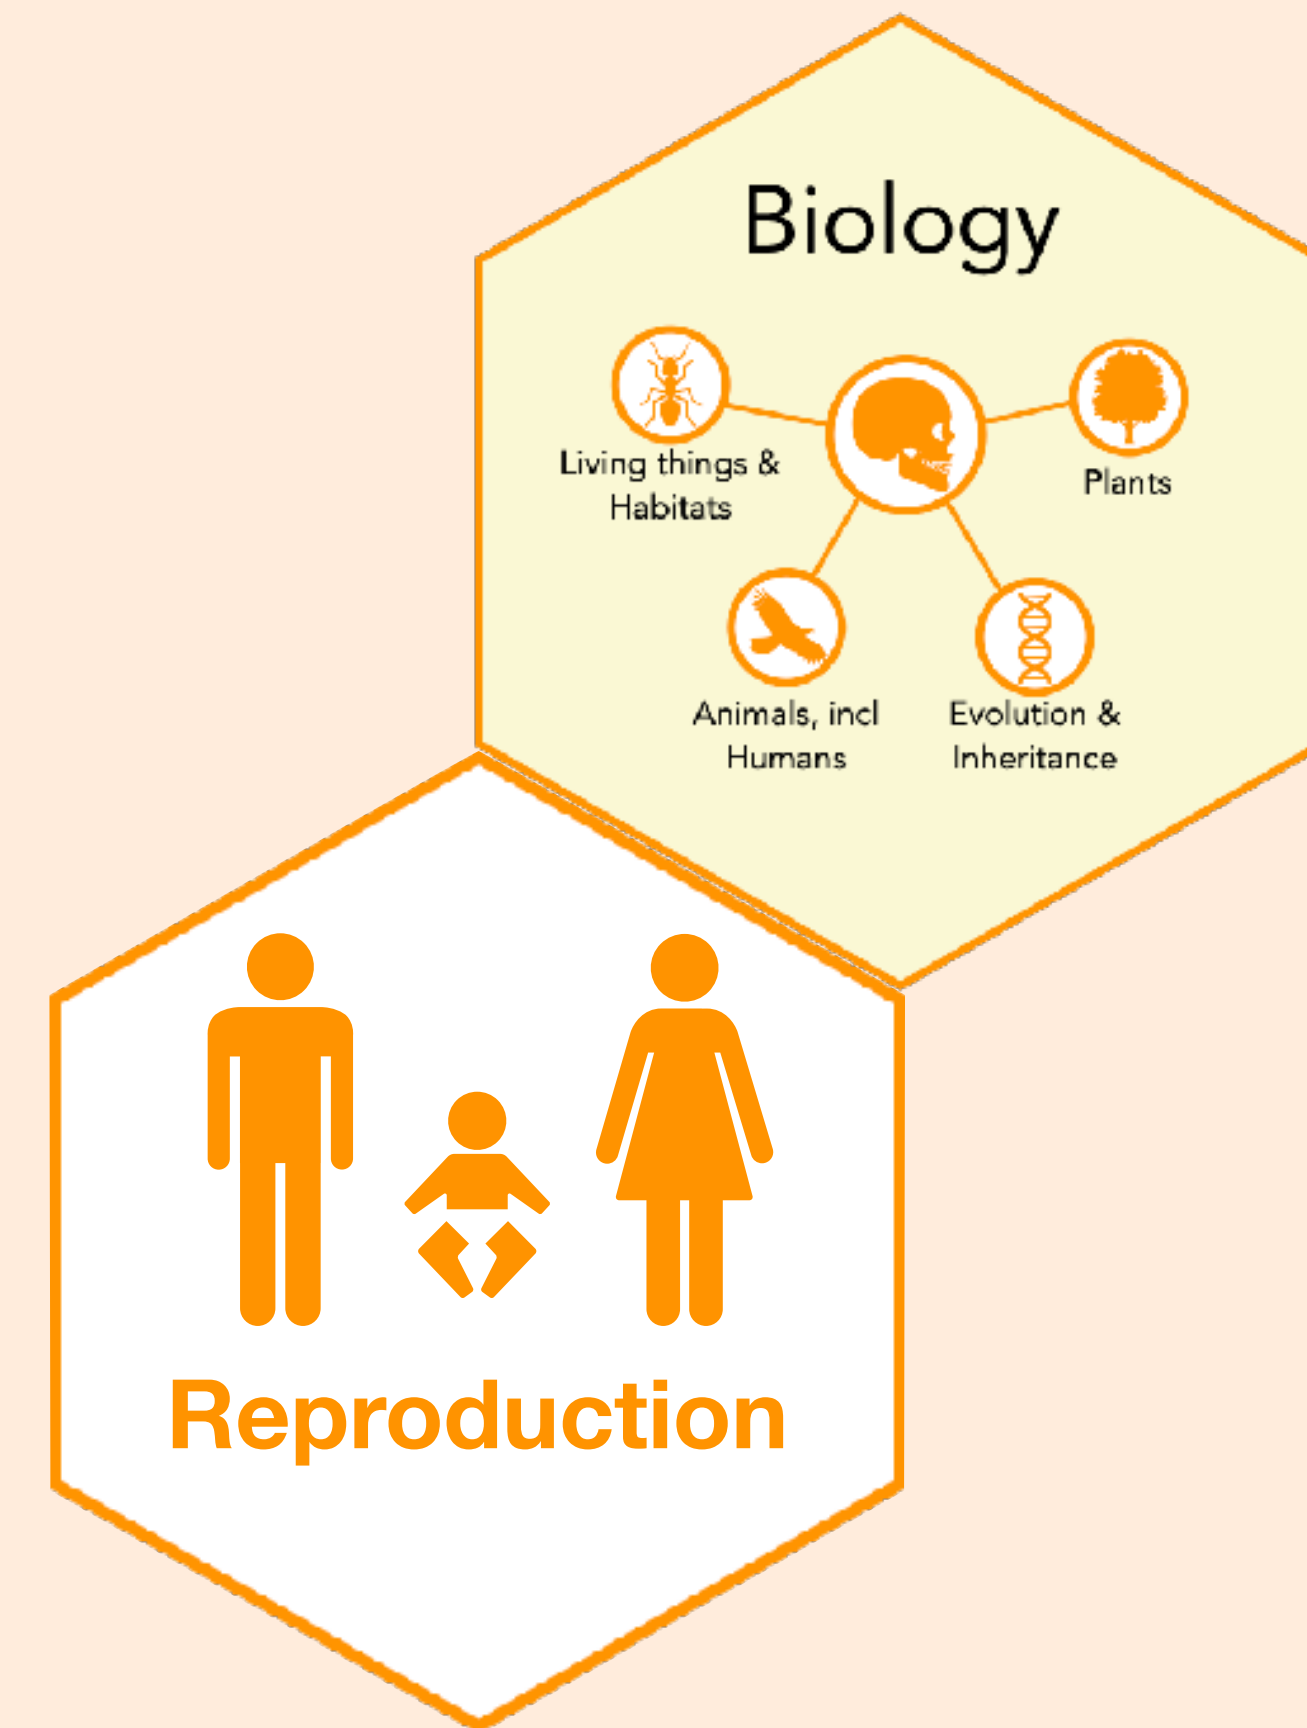 Biology
Living things &
Habitats
Plants
Animals, incl
Humans
Evolution &
Inheritance
Reproduction